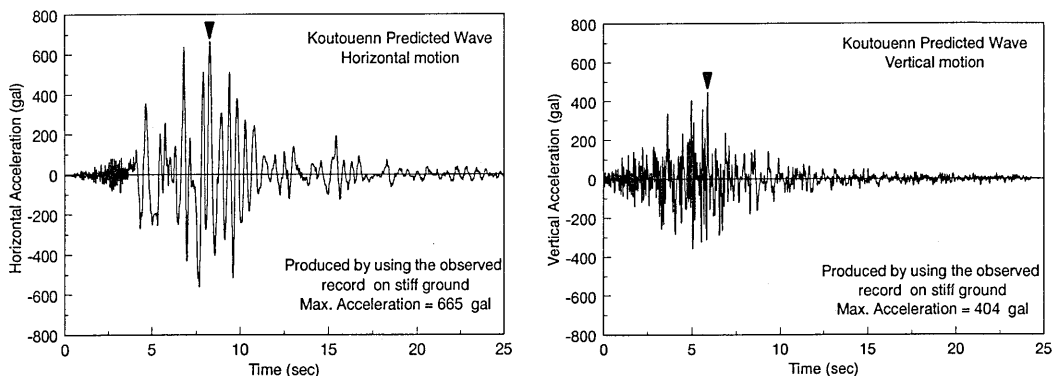 800
600
400
200
0
-200
-400
-600
-800
Horizontal Acceleration (gal)
Koutouenn Predicted Wave
Horizontal motion
Produced by using the observed
record on stiff ground
Max. Acceleration = 665 gal
0 5 10 15 20 25
Time (sec)
800
600
400
200
0
-200
-400
-600
-800
Vertical Acceleration (gal)
Koutouenn Predicted Wave
Vertical motion
Produced by using the observed
record on stiff ground
Max. Acceleration = 404 gal
0 5 10 15 20 25
Time (sec)